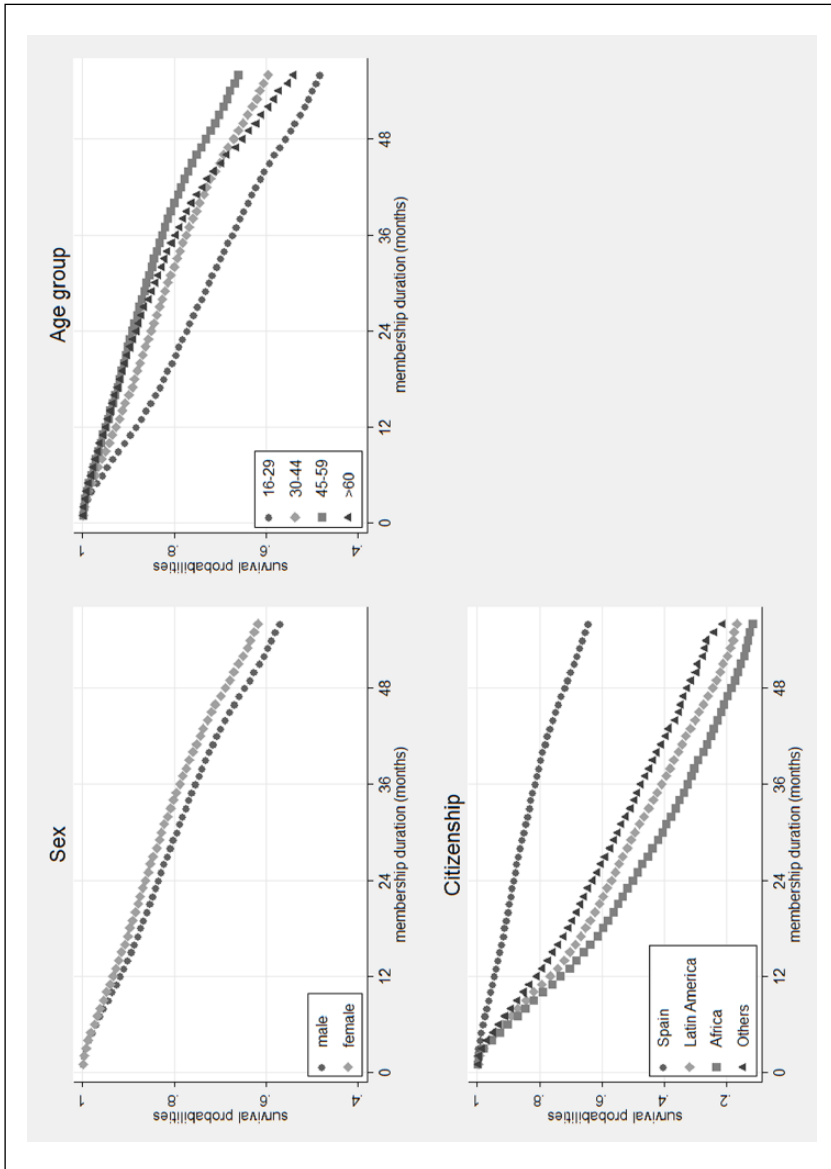 Sex
survival probabilities
1
.8
.6
.4
male
female
0
12
24
36
48
membership duration (months)
Age group
survival probabilities
1
.8
.6
.4
16-29
30-44
45-59
>60
0
12
24
36
48
membership duration (months)
Citizenship
survival probabilities
1
.8
.6
.4
.2
Spain
Latin America
Africa
Others
0
12
24
36
48
membership duration (months)